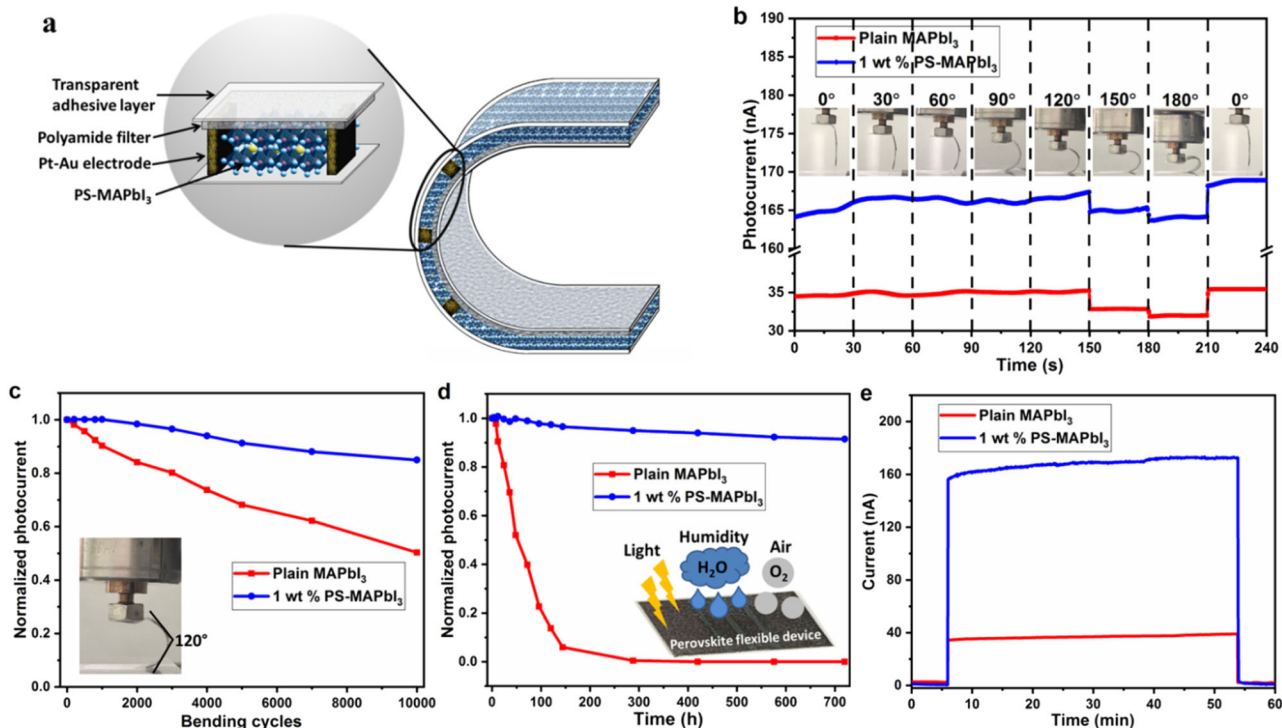 a
Transparent
adhesive layer
Polyamide filter
Pt-Au electrode
PS-MAPbI3
b
Photocurrent (nA)
190
185
180
175
170
165
160
35
30
Plain MAPbI3
1 wt % PS-MAPbI3
0° 30° 60° 90° 120° 150° 180° 0°
0 30 60 90 120 150 180 210 240
Time (s)
c
Normalized photocurrent
1.0
0.8
0.6
0.4
0.2
0.0
Plain MAPbI3
1 wt % PS-MAPbI3
120°
0 2000 4000 6000 8000 10000
Bending cycles
d
Normalized photocurrent
1.0
0.8
0.6
0.4
0.2
0.0
Plain MAPbI3
1 wt % PS-MAPbI3
Light
Humidity
H2O
Air
O2
Perovskite flexible device
0 100 200 300 400 500 600 700
Time (h)
e
Current (nA)
200
160
120
80
40
0
Plain MAPbI3
1 wt % PS-MAPbI3
0 10 20 30 40 50 60
Time (min)